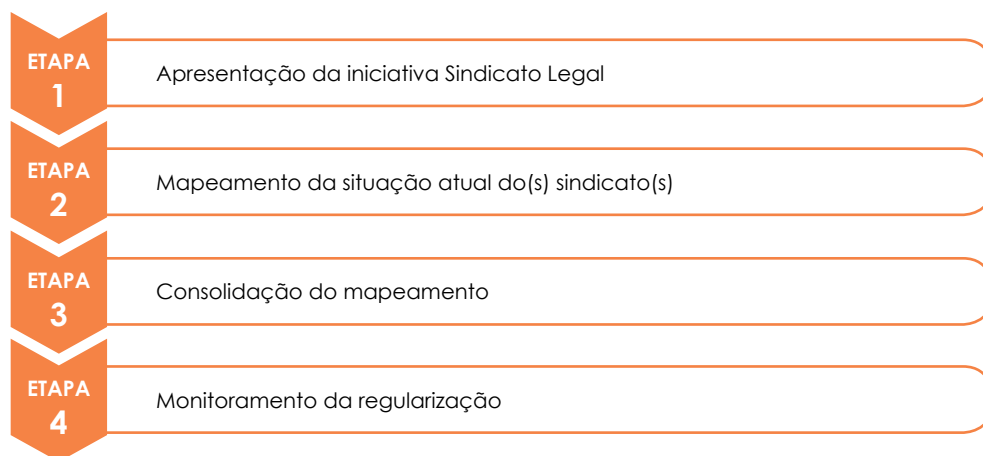 ETAPA
1
Apresentação da iniciativa Sindicato Legal
ETAPA
2
Mapeamento da situação atual do(s) sindicato(s)
ETAPA
3
Consolidação do mapeamento
ETAPA
4
Monitoramento da regularização